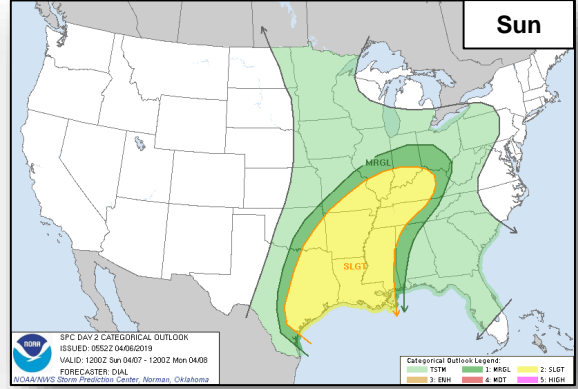 Sun
MRGL
SLGT
NOAA
SPC DAY 2 CATEGORICAL OUTLOOK
ISSUED: 0552Z 04/06/2019
VALID: 1200Z Sun 04/07 - 1200Z Mon 04/08
FORECASTER: DIAL
NOAA/NWS Storm Prediction Center, Norman, Oklahoma
Categorical Outlook Legend:
TSTM 1: MRGL 2: SLGT
3: ENH 4: MDT 5: HIGH